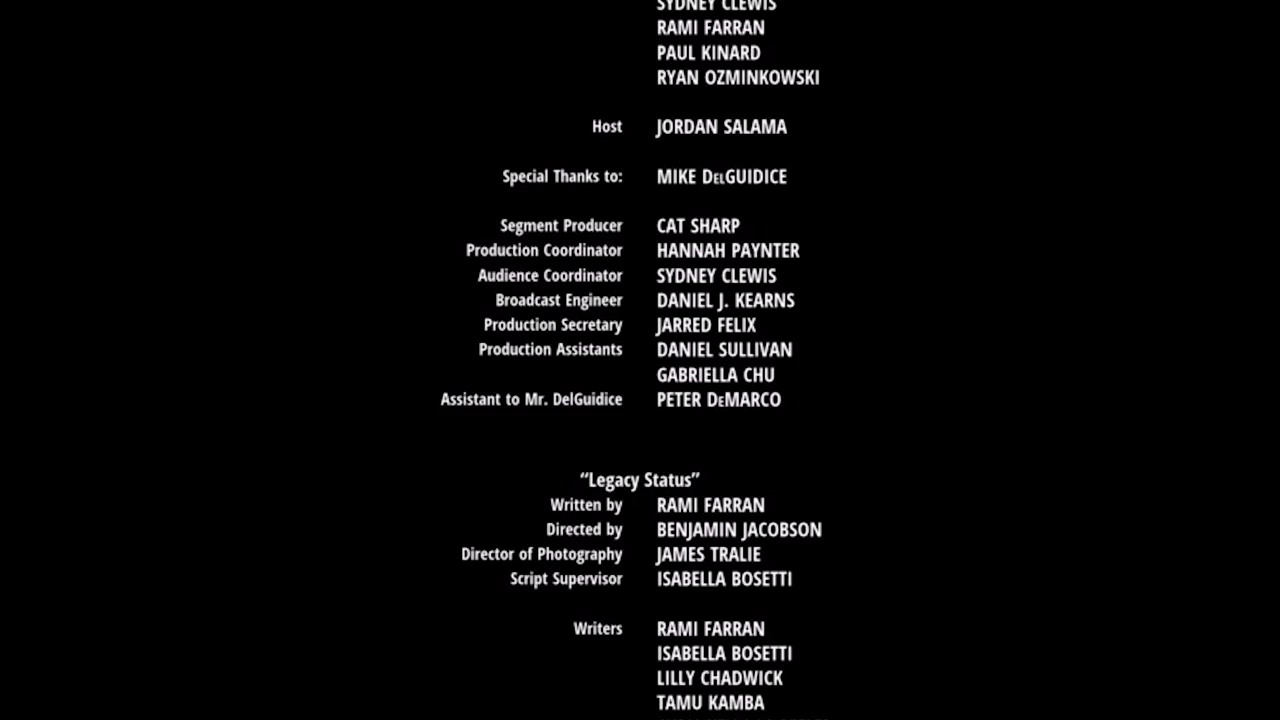 SYDNEY CLEWIS
RAMI FARRAN
PAUL KINARD
RYAN OZMINKOWSKI
Host JORDAN SALAMA
Special Thanks to: MIKE DelGUIDICE
Segment Producer CAT SHARP
Production Coordinator HANNAH PAYNTER
Audience Coordinator SYDNEY CLEWIS
Broadcast Engineer DANIEL J. KEARNS
Production Secretary JARRED FELIX
Production Assistants DANIEL SULLIVAN
GABRIELLA CHU
Assistant to Mr. DelGuidice PETER DeMARCO
“Legacy Status”
Written by RAMI FARRAN
Directed by BENJAMIN JACOBSON
Director of Photography JAMES TRALIE
Script Supervisor ISABELLA BOSETTI
Writers RAMI FARRAN
ISABELLA BOSETTI
LILLY CHADWICK
TAMU KAMBA